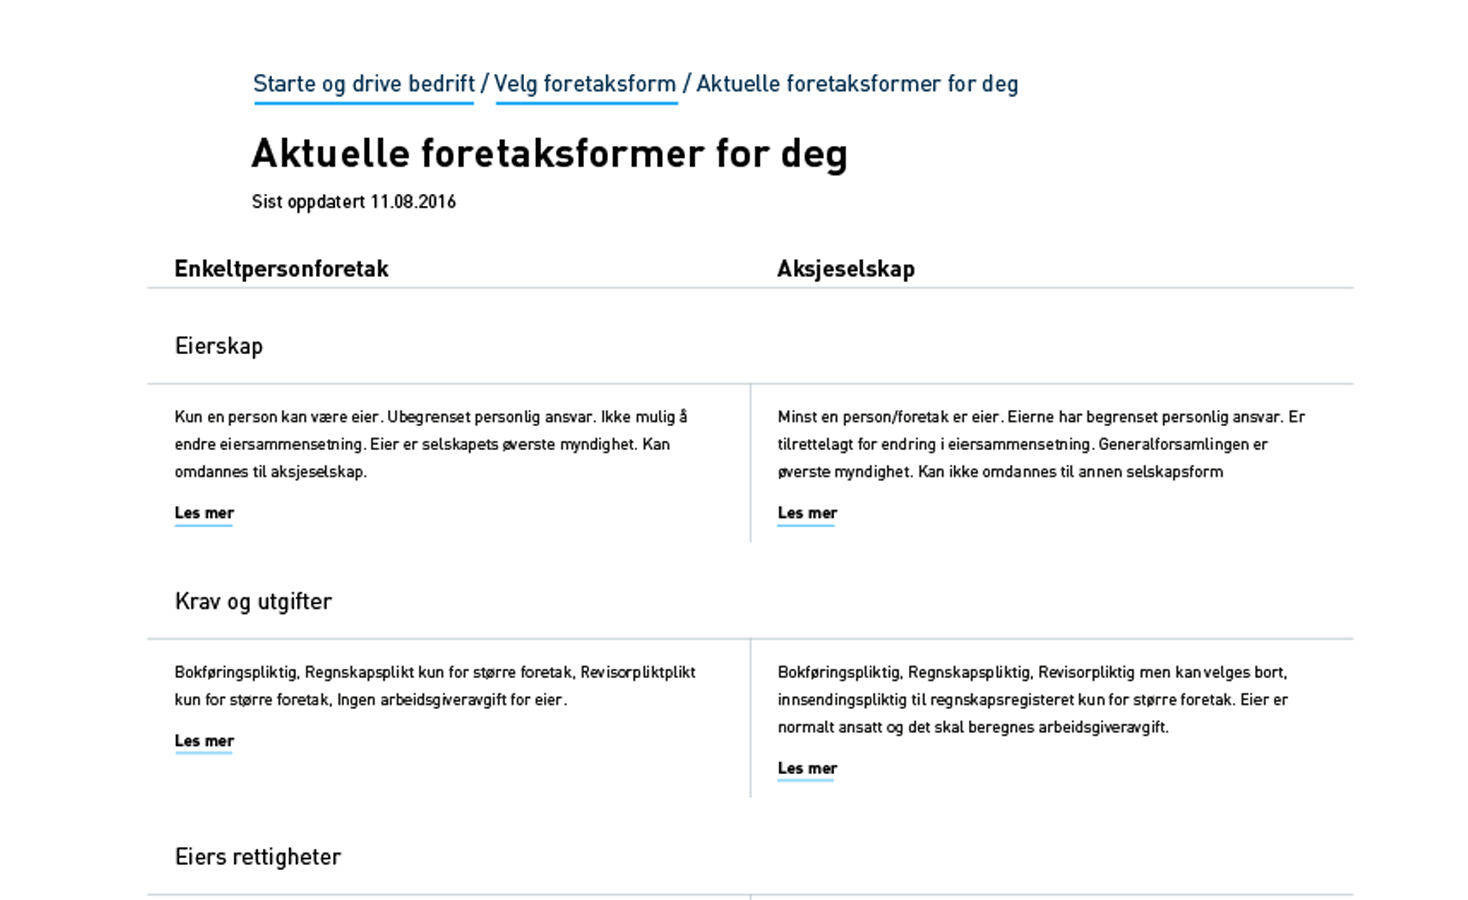 Starte og drive bedrift / Velg foretaksform / Aktuelle foretaksformer for deg
Aktuelle foretaksformer for deg
Sist oppdatert 11.08.2016
Enkeltpersonforetak
Aksjeselskap
Eierskap
Kun en person kan være eier. Ubegrenset personlig ansvar. Ikke mulig å
endre eiersammensetning. Eier er selskapets øverste myndighet. Kan
omdannes til aksjeselskap.
Les mer
Minst en person/foretak er eier. Eierne har begrenset personlig ansvar. Er
tilrettelagt for endring i eiersammensetning. Generalforsamlingen er
øverste myndighet. Kan ikke omdannes til annen selskapsform
Les mer
Krav og utgifter
Bokføringspliktig, Regnskapsplikt kun for større foretak, Revisorpliktplikt
kun for større foretak, Ingen arbeidsgiveravgift for eier.
Les mer
Bokføringspliktig, Regnskapspliktig, Revisorpliktig men kan velges bort,
innsendingspliktig til regnskapsregisteret kun for større foretak. Eier er
normalt ansatt og det skal beregnes arbeidsgiveravgift.
Les mer
Eiers rettigheter